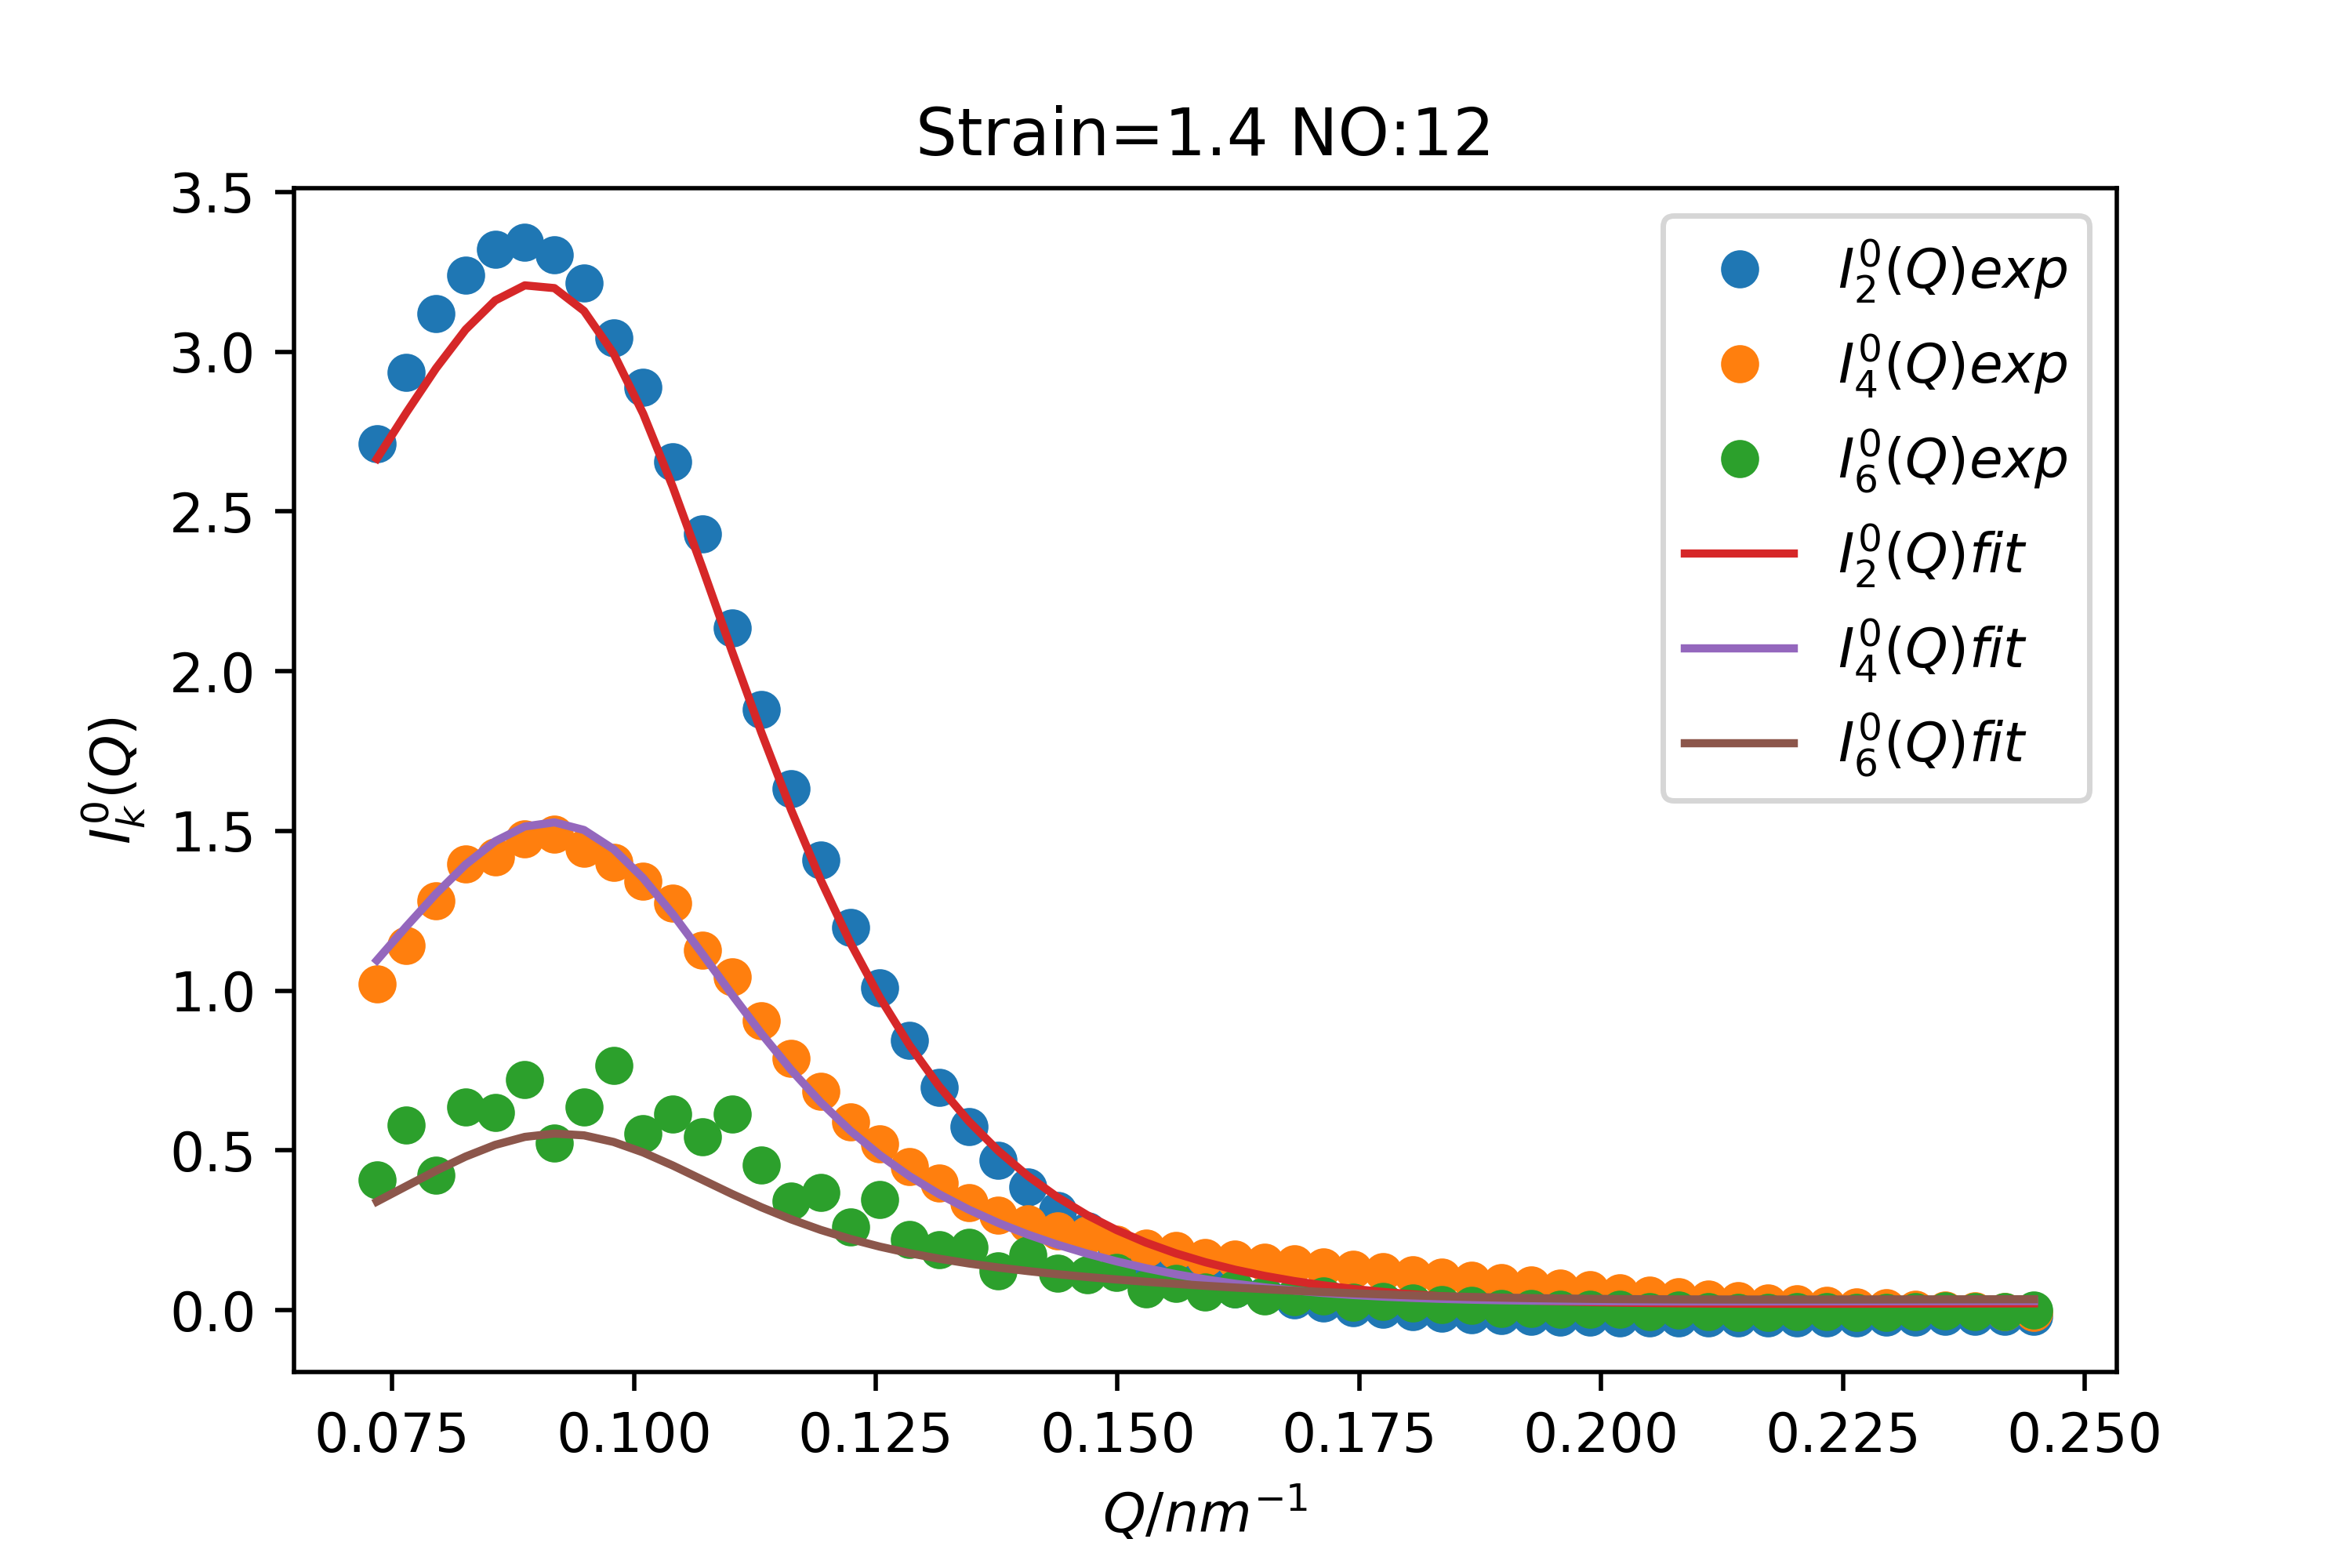 Strain=1.4 NO:12
3.5
3.0
2.5
2.0
1.5
1.0
0.5
0.0
I_k^0(Q)
I_2^0(Q)exp
I_4^0(Q)exp
I_6^0(Q)exp
I_2^0(Q)fit
I_4^0(Q)fit
I_6^0(Q)fit
0.075 0.100 0.125 0.150 0.175 0.200 0.225 0.250
Q/nm^{-1}